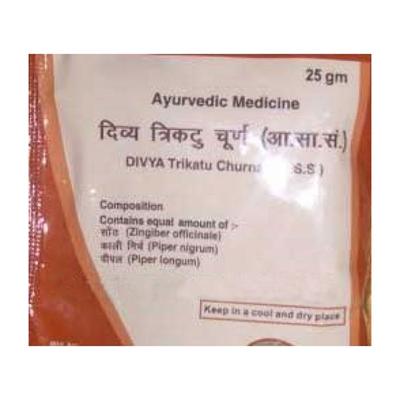 25 gm
Ayurvedic Medicine
दिव्य त्रिकटु चूर्ण (आ.सा.सं.)
DIVYA Trikatu Churna S.S )
Composition
Contains equal amount of :-
सोंठ (Zingiber officinale)
काली मिर्च (Piper nigrum)
पीपल (Piper longum)
Keep in a cool and dry place